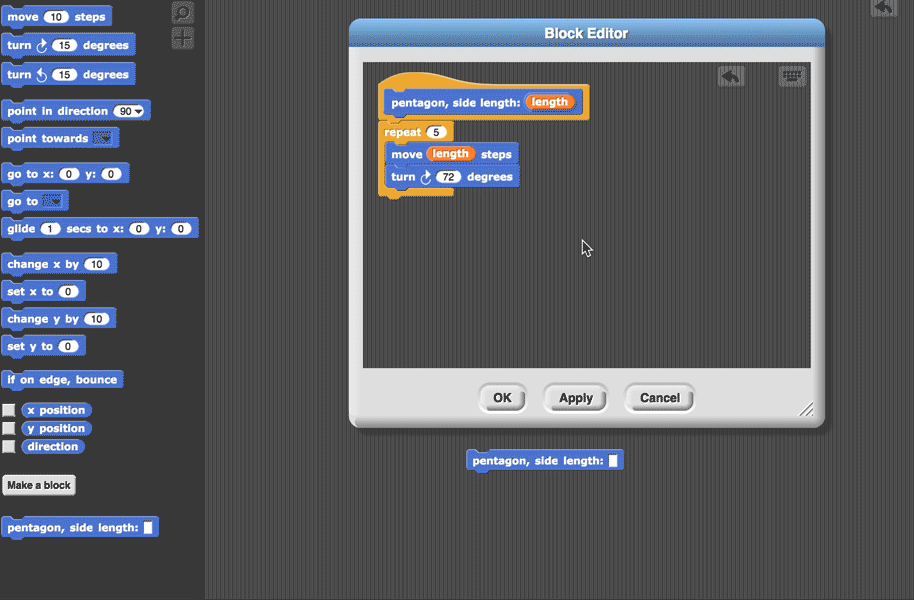 move 10 steps
turn 15 degrees
turn 15 degrees
point in direction 90
point towards
go to x: 0 y: 0
go to
glide 1 secs to x: 0 y: 0
change x by 10
set x to 0
change y by 10
set y to 0
if on edge, bounce
x position
y position
direction
Make a block
pentagon, side length:
Block Editor
pentagon, side length: length
repeat 5
move length steps
turn 72 degrees
OK Apply Cancel
pentagon, side length: